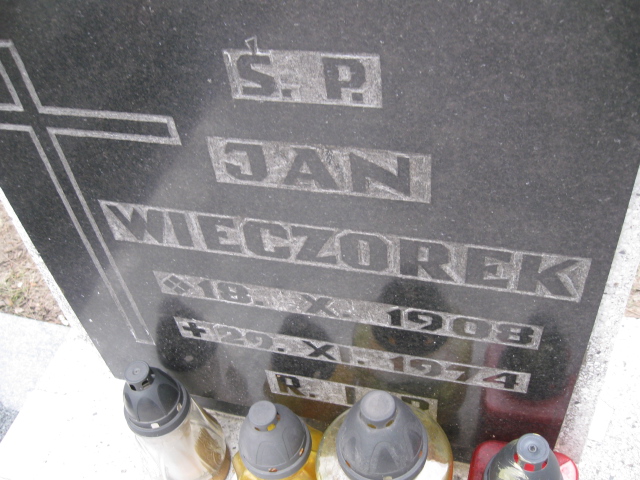 Ś. P.
JAN
WIECZOREK
18. X. 1908
+29. XI. 1974
R. I. P.